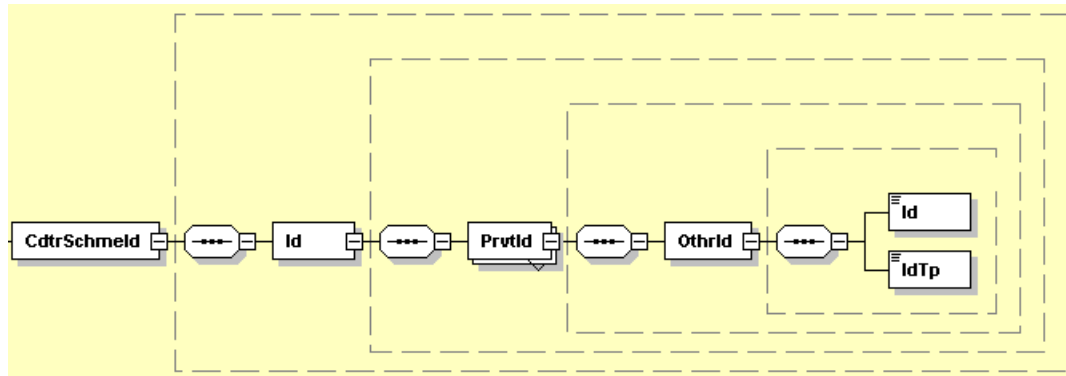 CdtrSchmeId
Id
PrvtId
OthrId
Id
IdTp